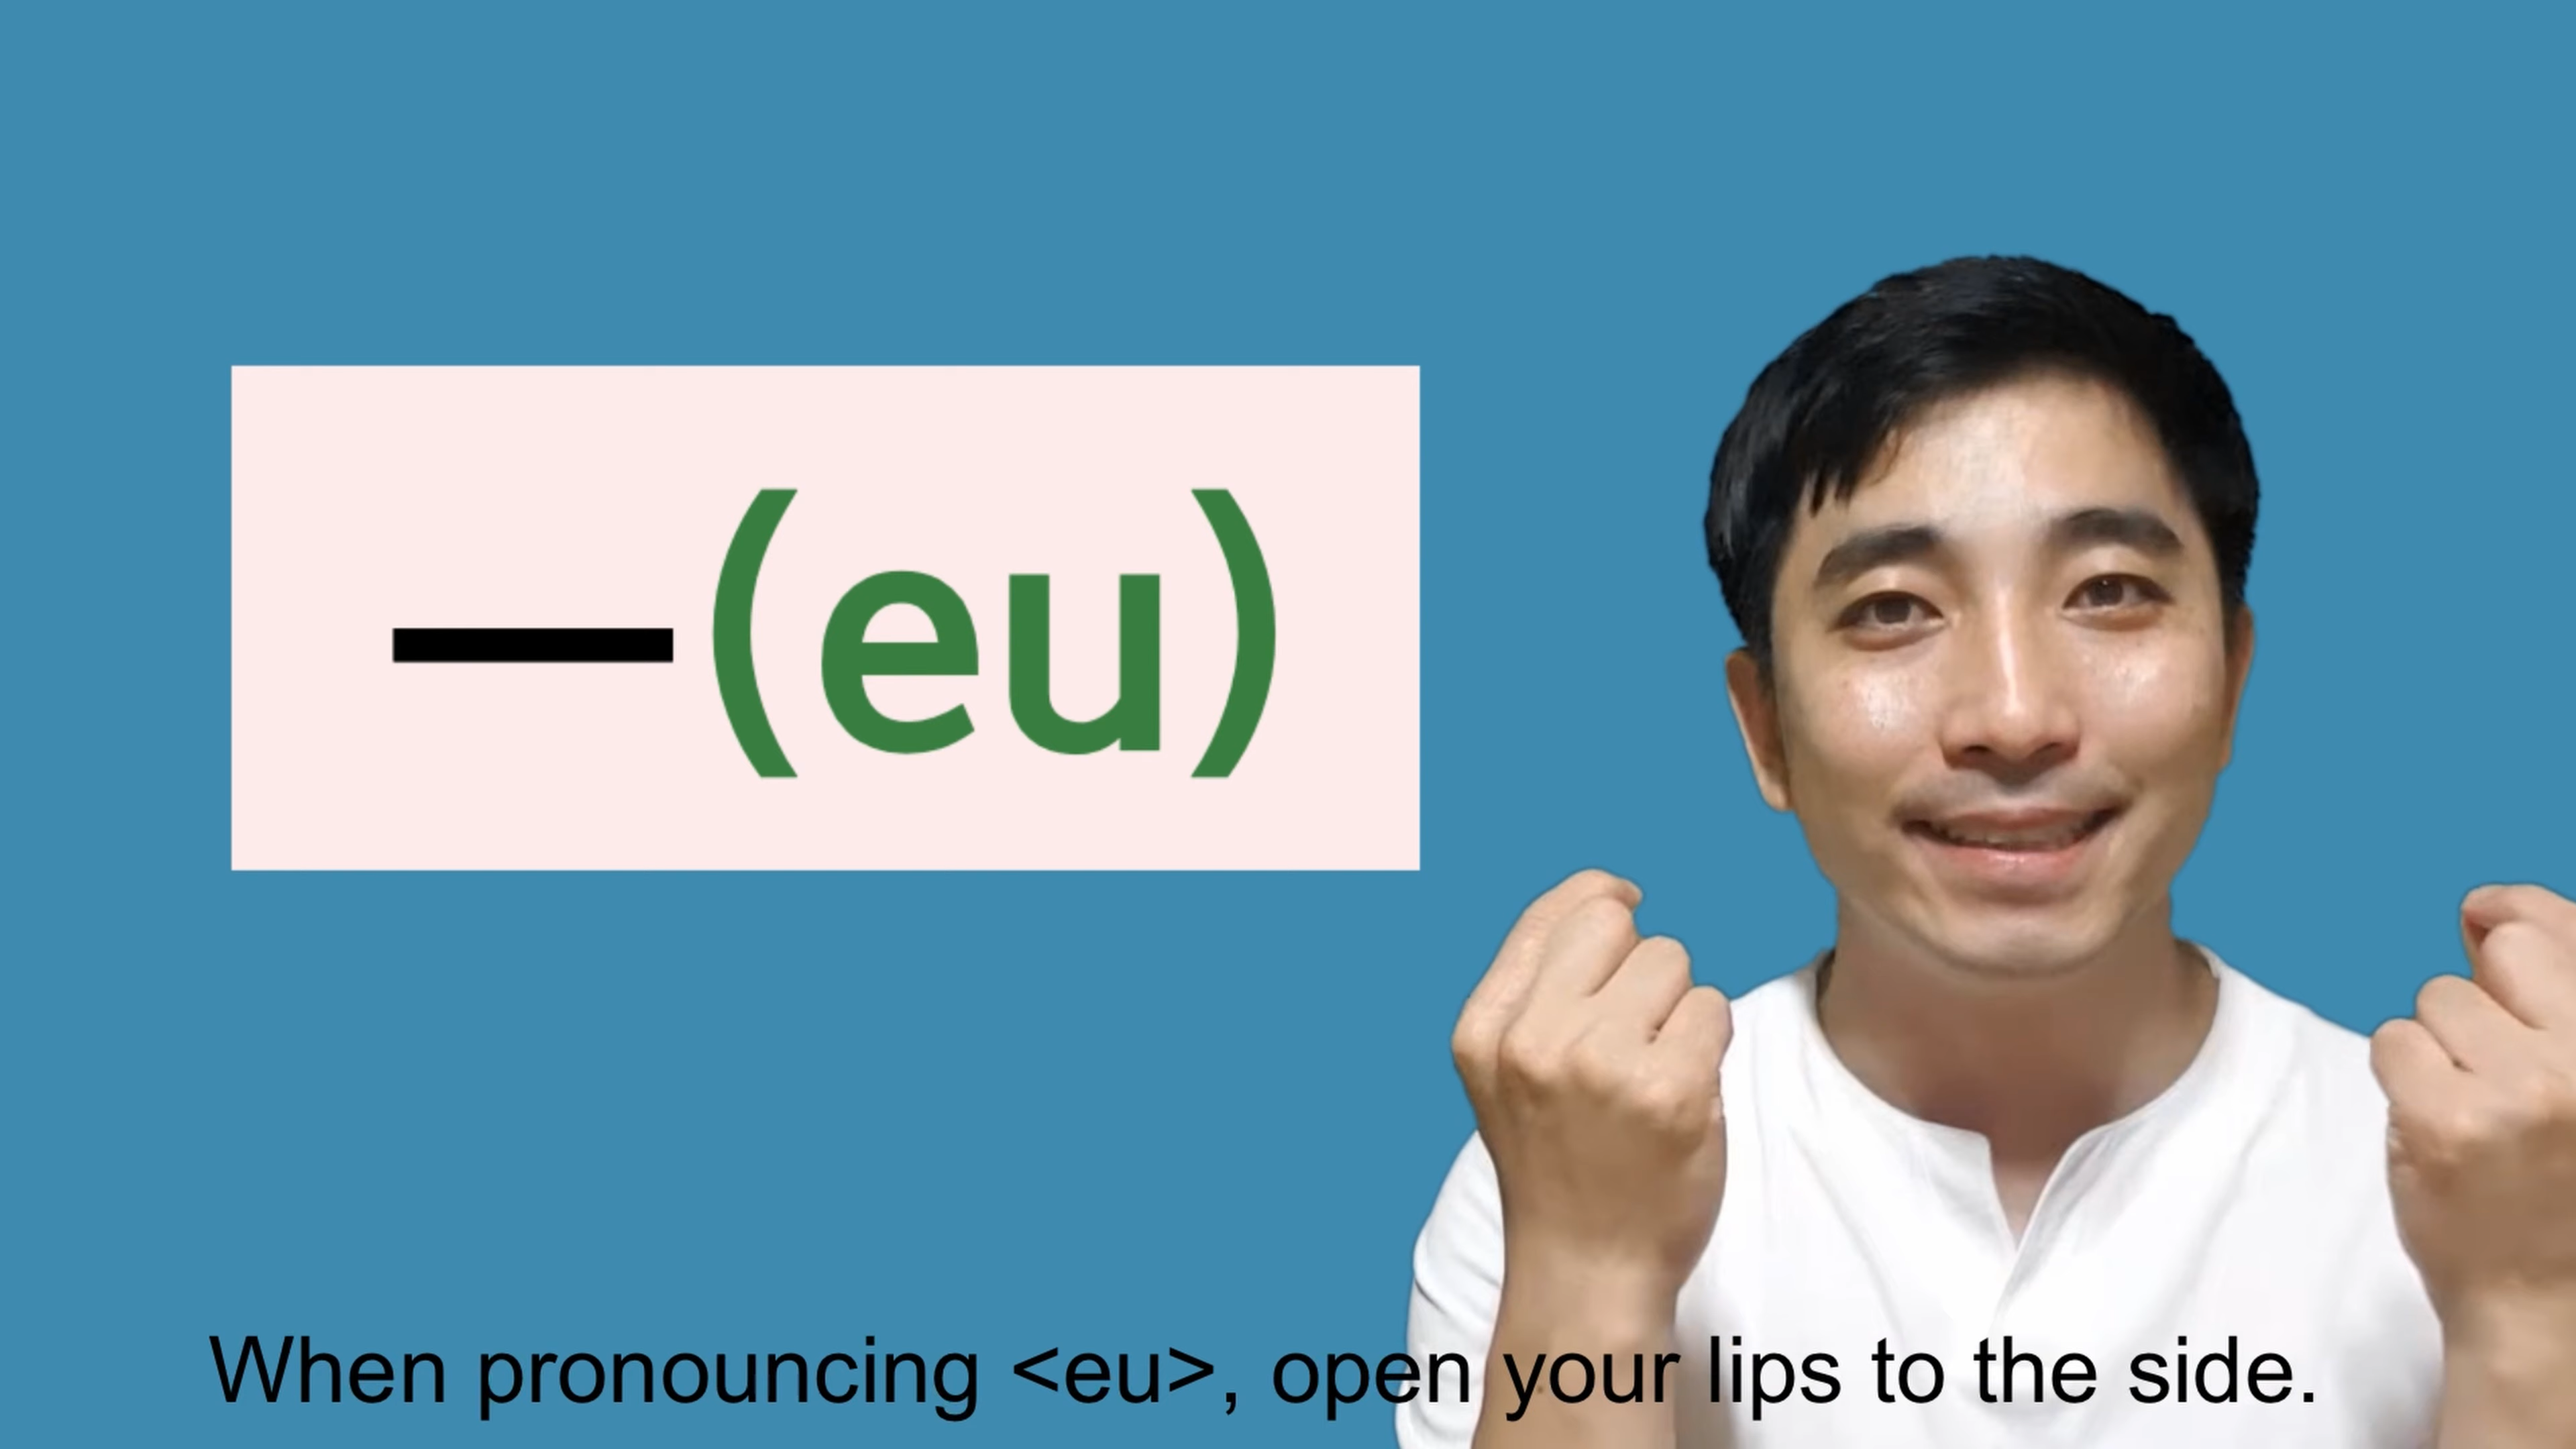 ㅡ(eu)
When pronouncing <eu>, open your lips to the side.